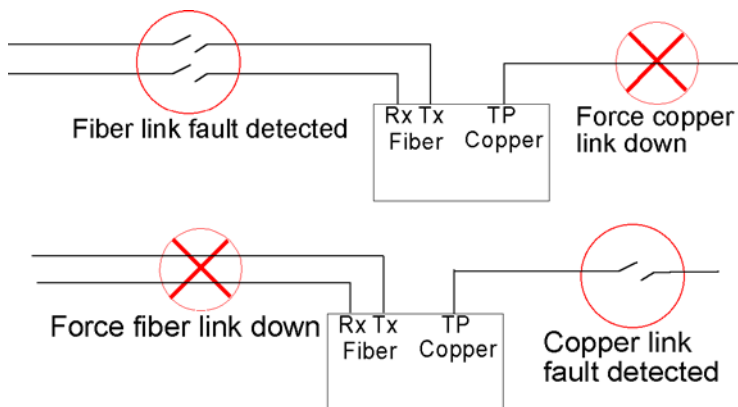 Fiber link fault detected
Rx Tx
Fiber
TP
Copper
Force copper
link down
Force fiber link down
Rx Tx
Fiber
TP
Copper
Copper link
fault detected